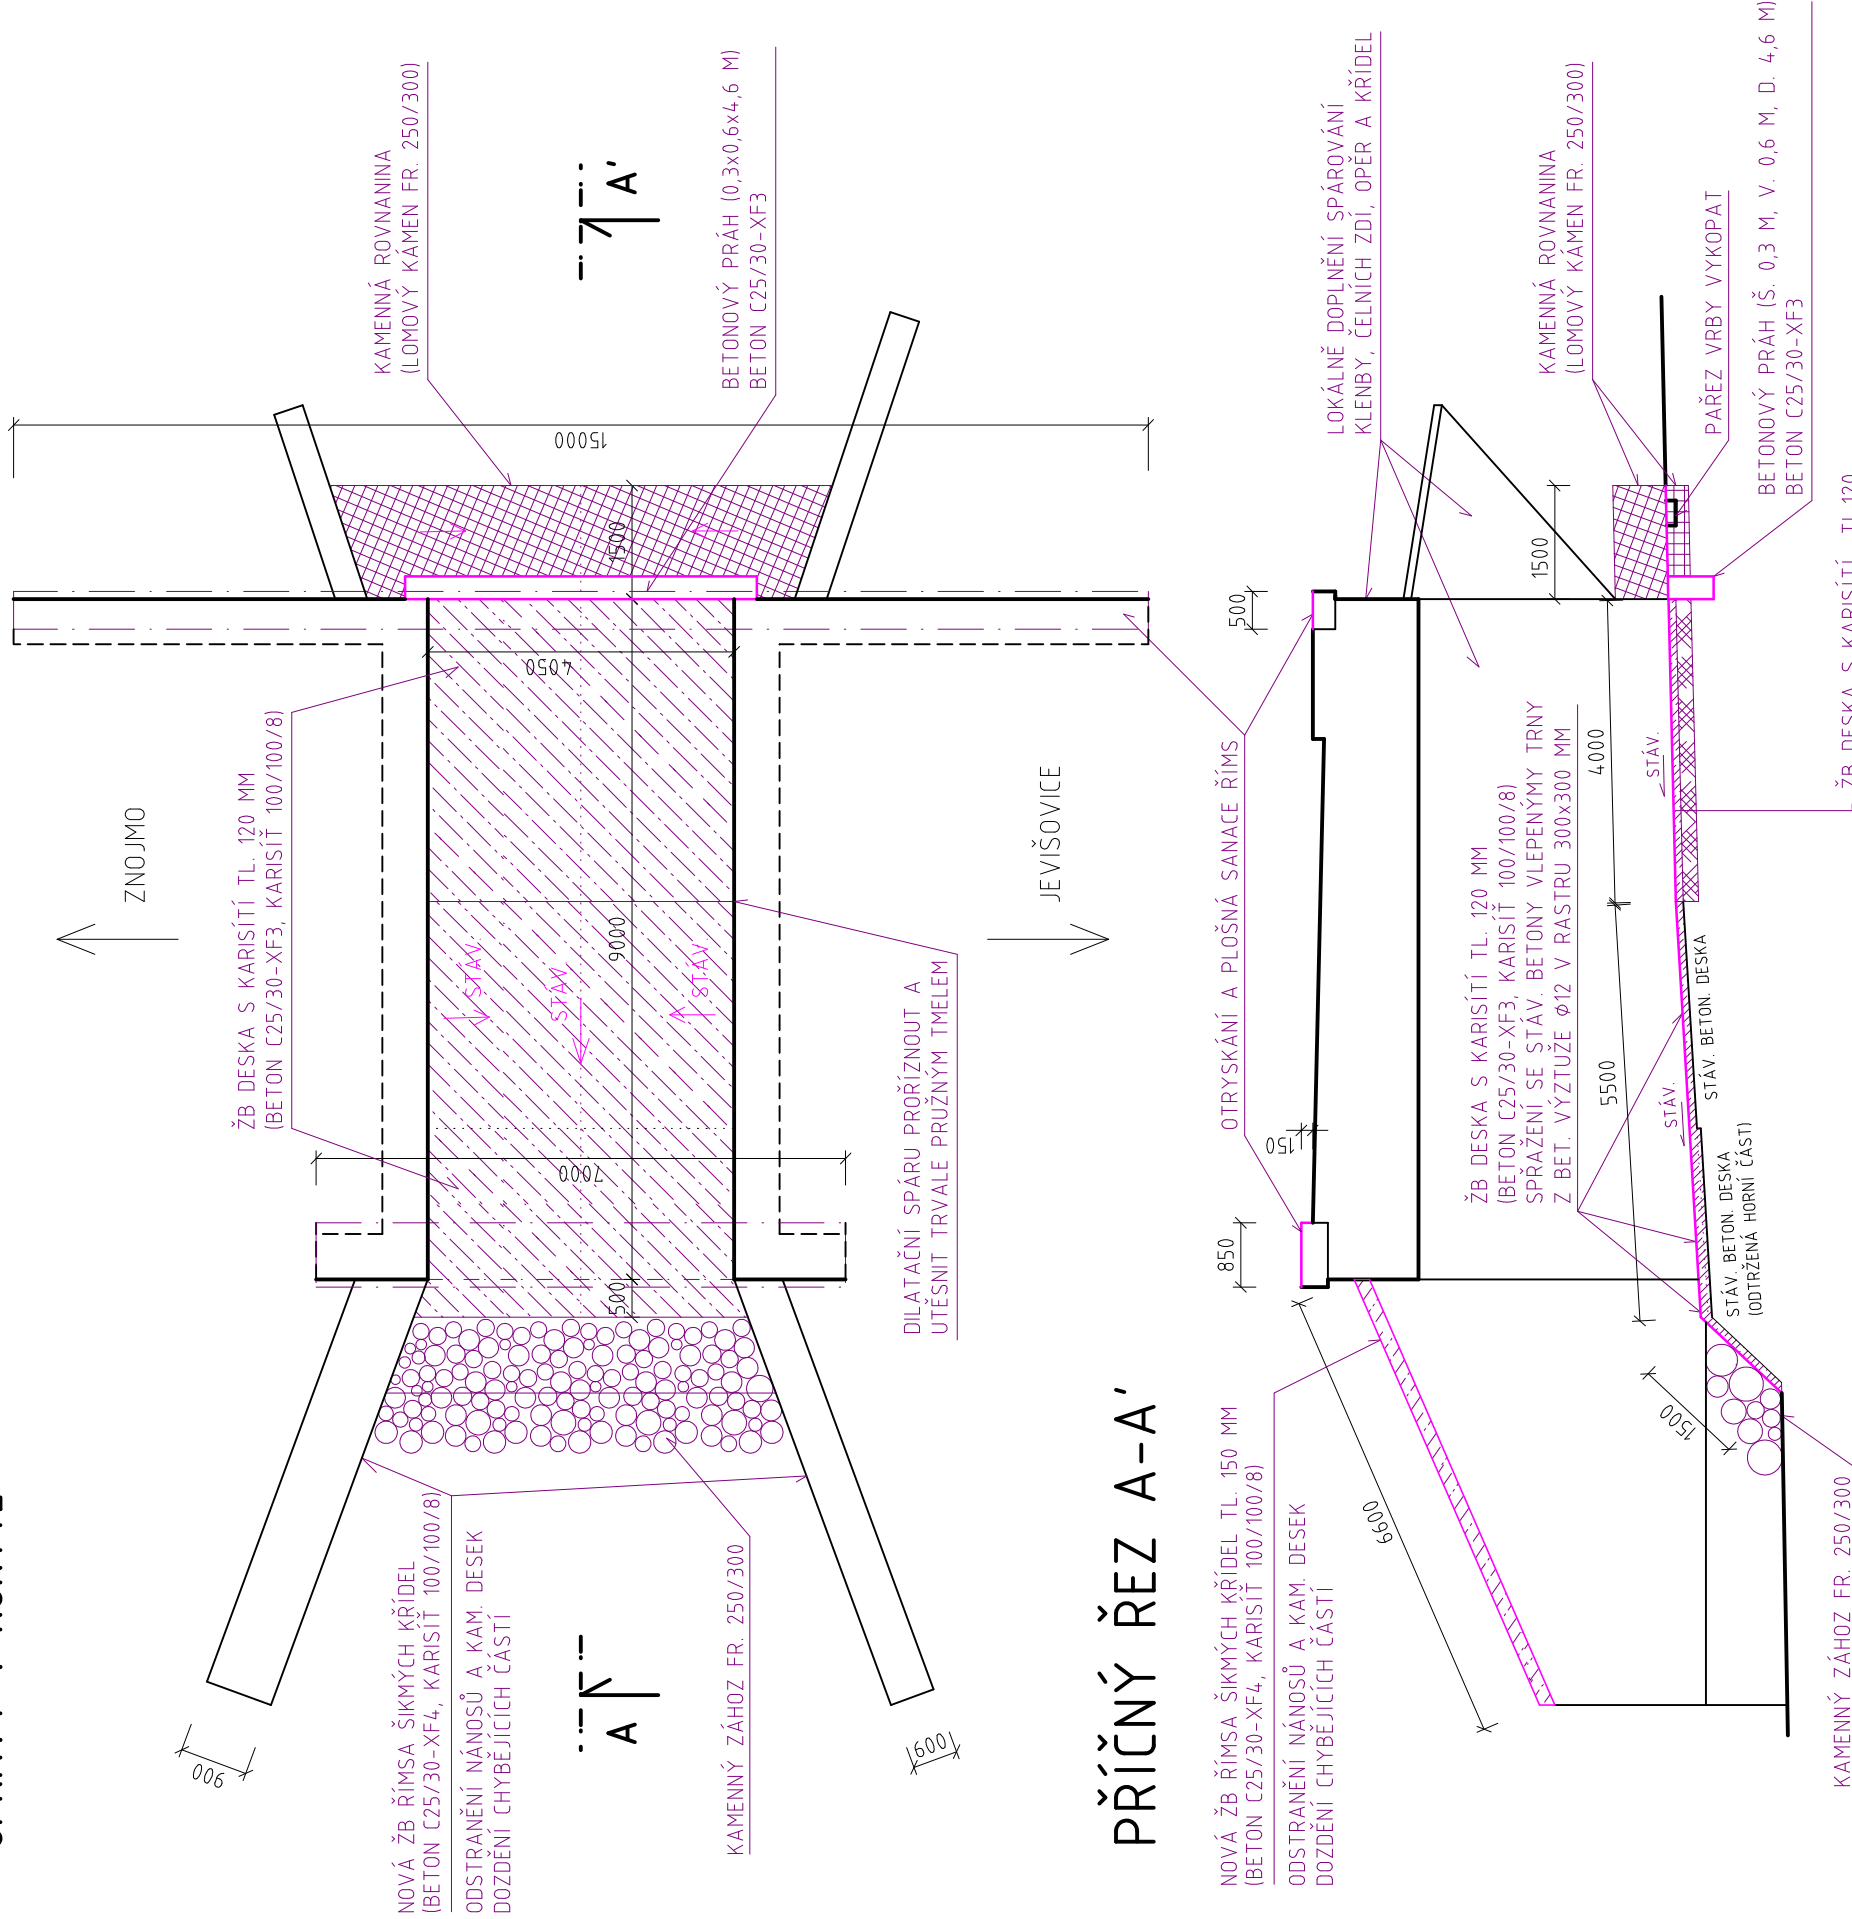 KAMENNÁ ROVNANINA
(LOMOVÝ KÁMEN FR. 250/300)
A'
BETONOVÝ PRÁH (0,3x0,6x4,6 M)
BETON C25/30-XF3
15000
1500
4050
ZNOJMO
ŽB DESKA S KARISÍTÍ TL. 120 MM
(BETON C25/30-XF3, KARISÍŤ 100/100/8)
STÁV
STÁV
STÁV
9000
JEVIŠOVICE
7000
500
DILATAČNÍ SPÁRU PROŘÍZNOUT A
UTĚSNIT TRVALE PRUŽNÝM TMELEM
NOVÁ ŽB ŘÍMSA ŠIKMÝCH KŘÍDEL
(BETON C25/30-XF4, KARISÍŤ 100/100/8)
ODSTRANĚNÍ NÁNOSŮ A KAM. DESEK
DOZDĚNÍ CHYBĚJÍCÍCH ČÁSTÍ
A
KAMENNÝ ZÁHOZ FR. 250/300
900
600
PŘÍČNÝ ŘEZ A-A'
LOKÁLNĚ DOPLNĚNÍ SPÁROVÁNÍ
KLENBY, ČELNÍCH ZDÍ, OPĚR A KŘÍDEL
KAMENNÁ ROVNANINA
(LOMOVÝ KÁMEN FR. 250/300)
PAŘEZ VRBY VYKOPAT
BETONOVÝ PRÁH (Š. 0,3 M, V. 0,6 M, D. 4,6 M)
BETON C25/30-XF3
500
1500
OTRYSKÁNÍ A PLOŠNÁ SANACE ŘÍMS
150
850
ŽB DESKA S KARISÍTÍ TL. 120 MM
(BETON C25/30-XF3, KARISÍŤ 100/100/8)
SPŘAŽENÍ SE STÁV. BETONY VLEPENÝMY TRNY
Z BET. VÝZTUŽE ϕ12 V RASTRU 300x300 MM
4000
STÁV.
5500
STÁV.
STÁV. BETON. DESKA
STÁV. BETON. DESKA
(ODTRŽENÁ HORNÍ ČÁST)
ŽB DESKA S KARISÍTÍ TL. 120
1500
6600
NOVÁ ŽB ŘÍMSA ŠIKMÝCH KŘÍDEL TL. 150 MM
(BETON C25/30-XF4, KARISÍŤ 100/100/8)
ODSTRANĚNÍ NÁNOSŮ A KAM. DESEK
DOZDĚNÍ CHYBĚJÍCÍCH ČÁSTÍ
KAMENNÝ ZÁHOZ FR. 250/300